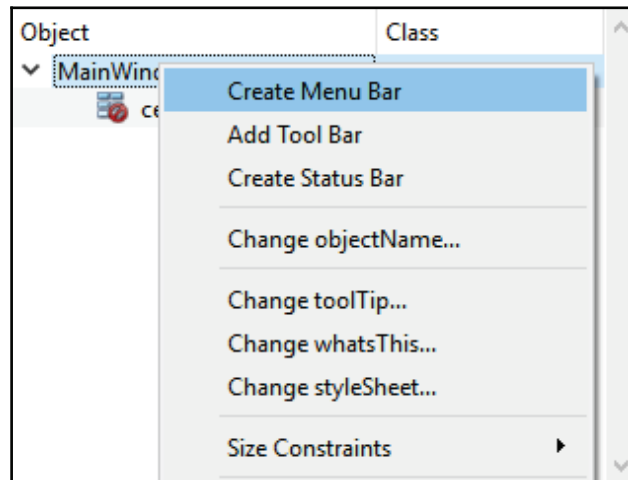 Object Class
MainWind
ce
Create Menu Bar
Add Tool Bar
Create Status Bar
Change objectName...
Change toolTip...
Change whatsThis...
Change styleSheet...
Size Constraints